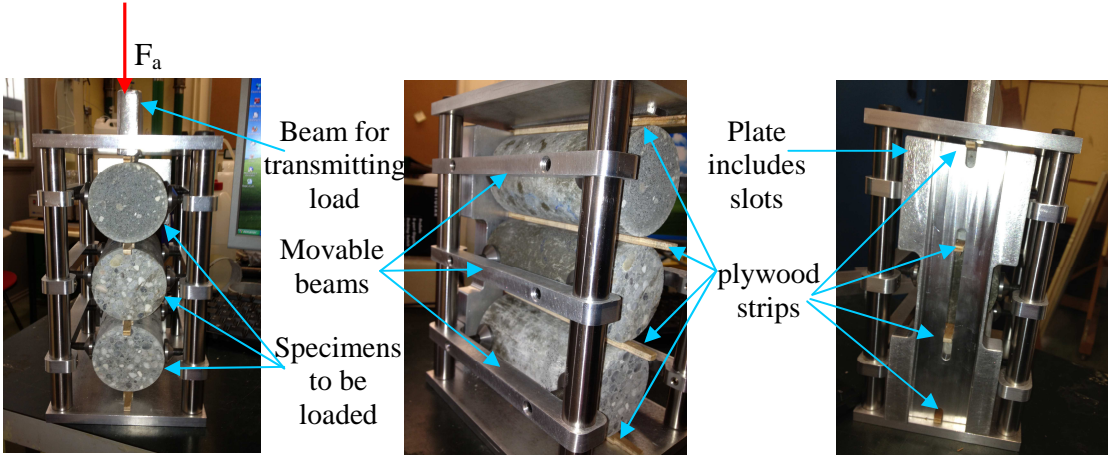 Fa
Beam for
transmitting
load
Movable
beams
Specimens
to be
loaded
Plate
includes
slots
plywood
strips